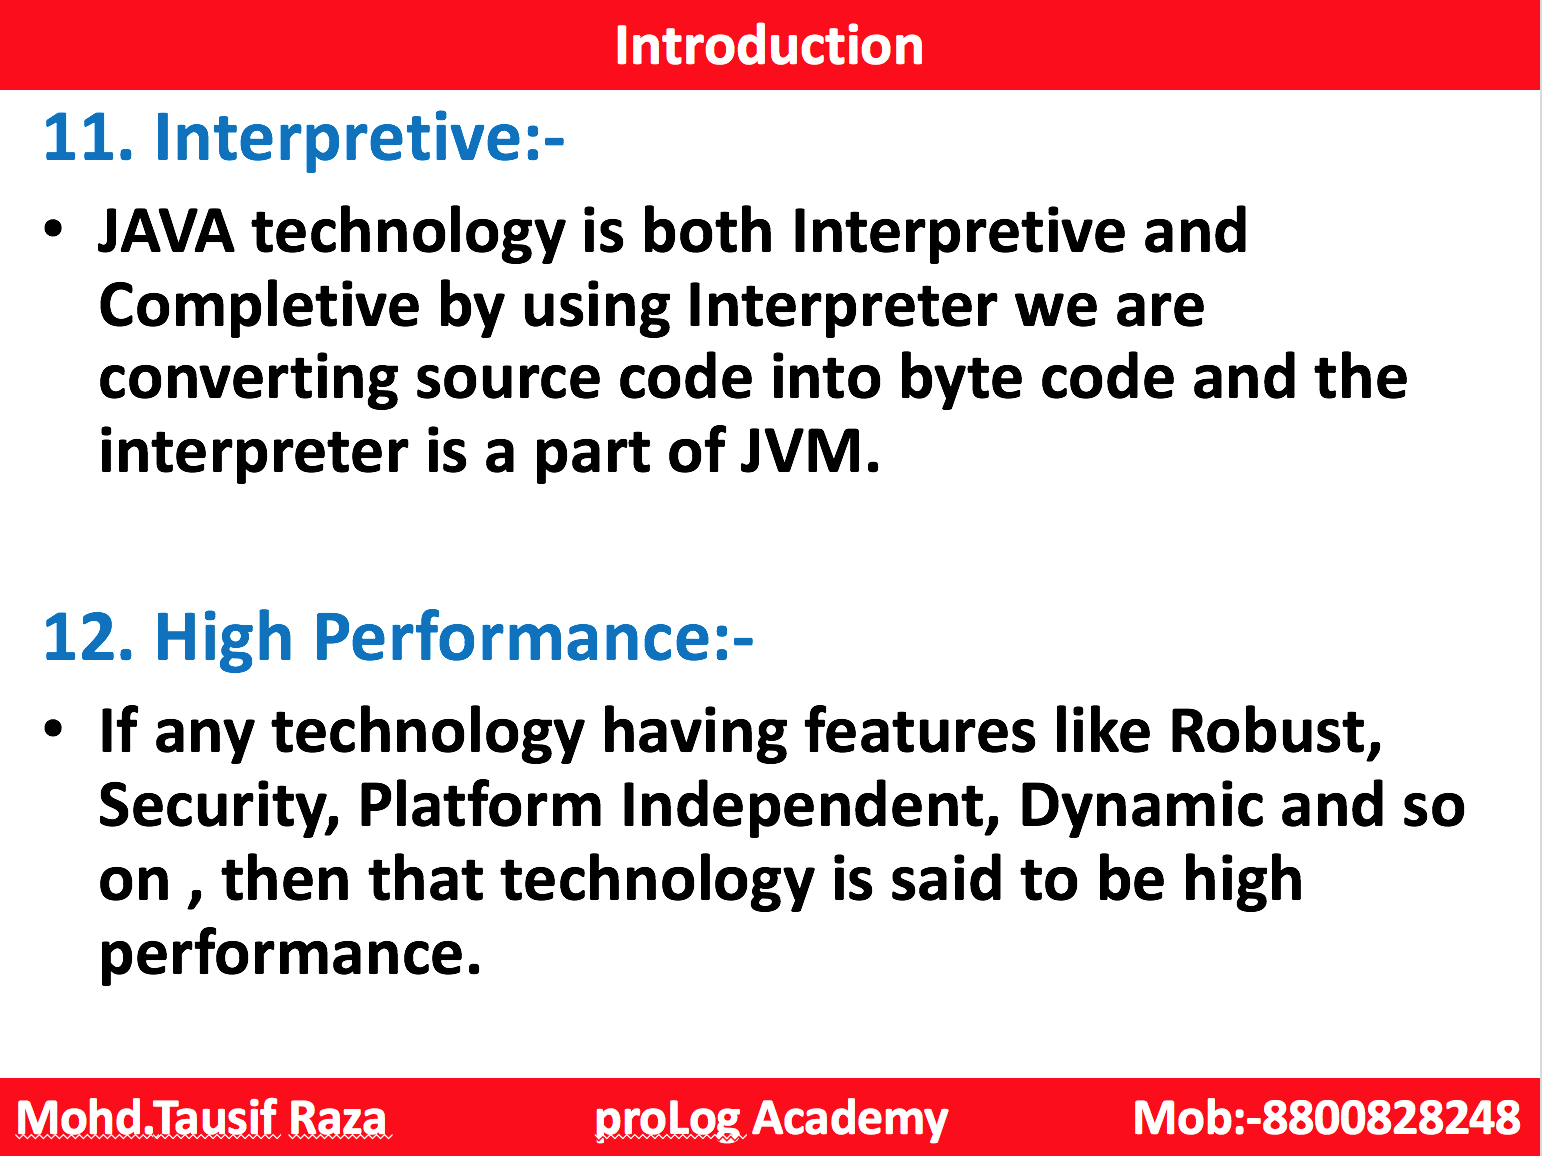 Introduction
11. Interpretive:-
• JAVA technology is both Interpretive and
Completive by using Interpreter we are
converting source code into byte code and the
interpreter is a part of JVM.
12. High Performance:-
• If any technology having features like Robust,
Security, Platform Independent, Dynamic and so
on , then that technology is said to be high
performance.
Mohd.Tausif Raza proLog Academy Mob:-8800828248